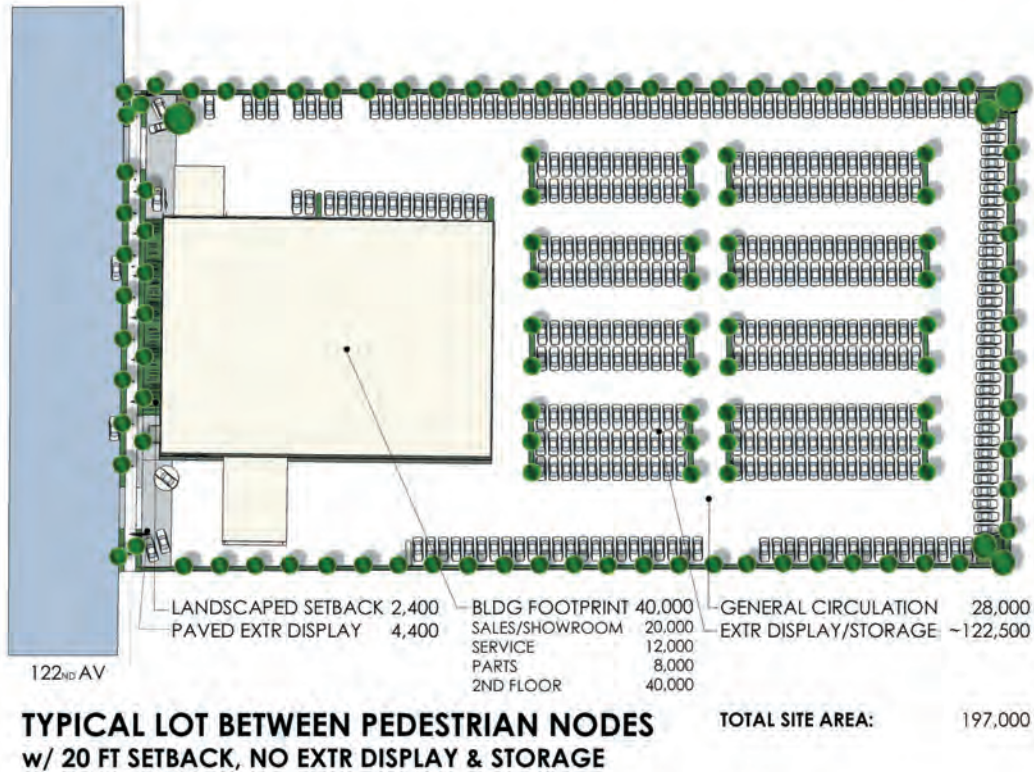 LANDSCAPED SETBACK 2,400
PAVED EXTR DISPLAY 4,400
BLDG FOOTPRINT 40,000
SALES/SHOWROOM 20,000
SERVICE 12,000
PARTS 8,000
2ND FLOOR 40,000
GENERAL CIRCULATION 28,000
EXTR DISPLAY/STORAGE ~122,500
122ND AV
TYPICAL LOT BETWEEN PEDESTRIAN NODES
w/ 20 FT SETBACK, NO EXTR DISPLAY & STORAGE
TOTAL SITE AREA: 197,000